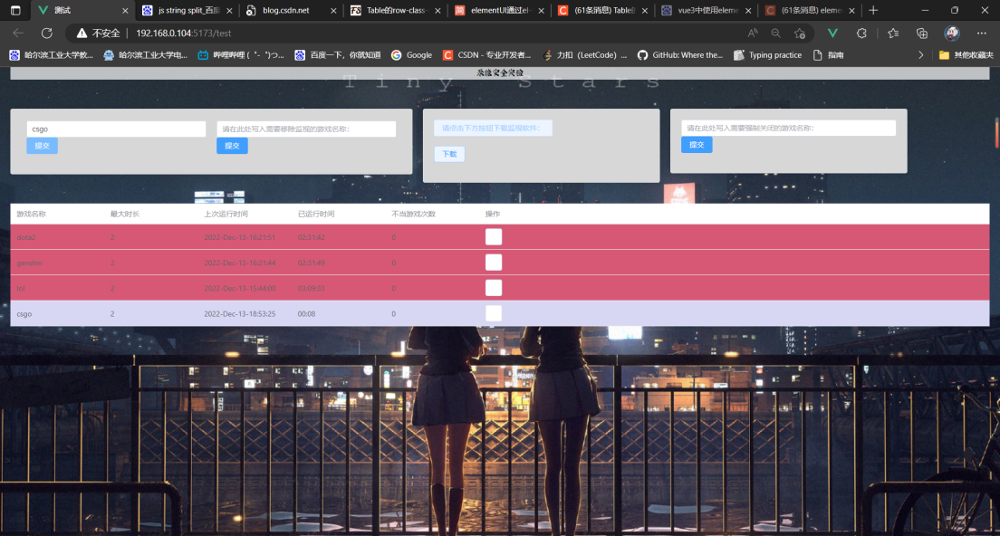 测试
js string split_百度
blog.csdn.net
Table的row-class-
elementUI通过el-
(61条消息) Table
vue3中使用eleme
(61条消息) eleme
不安全
192.168.0.104:5173/test
哈尔滨工业大学教...
哈尔滨工业大学电...
哔哩哔哩 ( ゜- ゜)つ...
百度一下，你就知道
Google
CSDN - 专业开发者...
力扣（LeetCode）...
GitHub: Where the...
Typing practice
指南
其他收藏夹
系统安全实验
Tiny Stars
csgo
请在此处写入需要移除监视的游戏名称:
请点击下方按钮下载监视软件:
请在此处写入需要强制关闭的游戏名称:
提交
提交
下载
提交
游戏名称 最大时长 上次运行时间 已运行时间 不当游戏次数 操作
dota2 2 2022-Dec-13-16:21:51 02:31:42 0
genshin 2 2022-Dec-13-16:21:44 02:31:49 0
lol 2 2022-Dec-13-15:44:00 03:09:33 0
csgo 2 2022-Dec-13-18:53:25 00:08 0